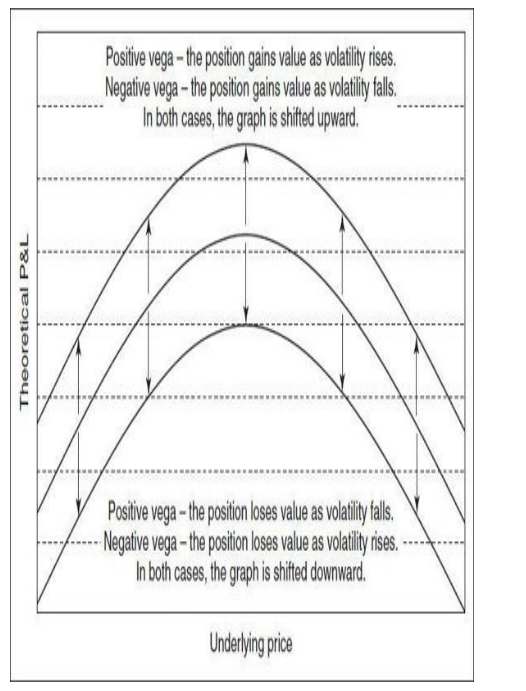 Positive vega – the position gains value as volatility rises.
Negative vega – the position gains value as volatility falls.
In both cases, the graph is shifted upward.
Theoretical P&L
Positive vega – the position loses value as volatility falls.
Negative vega – the position loses value as volatility rises.
In both cases, the graph is shifted downward.
Underlying price